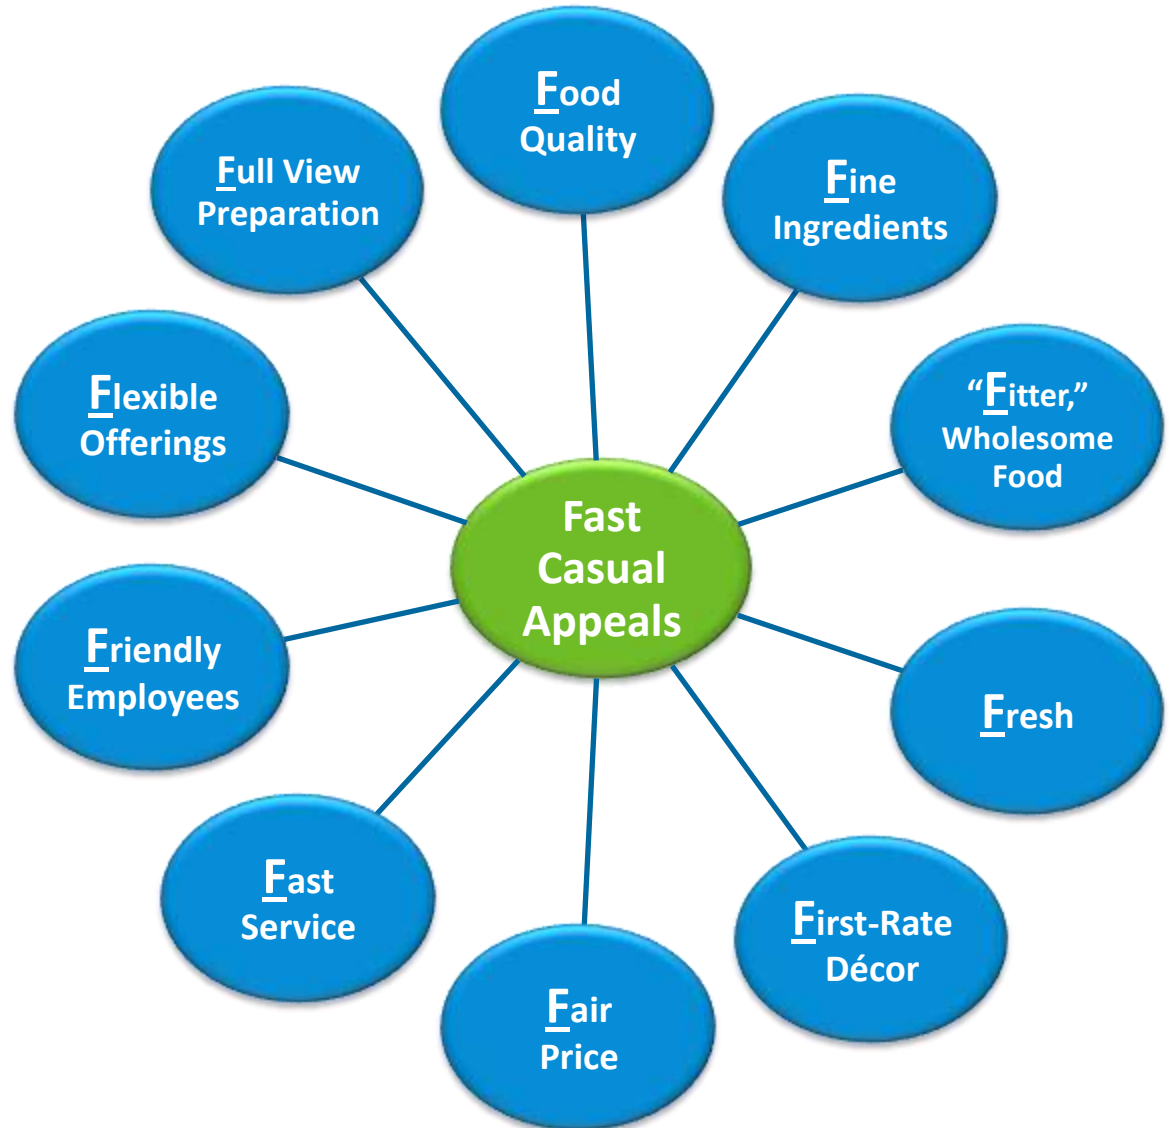 Food
Quality
Fine
Ingredients
“Fitter,”
Wholesome
Food
Fresh
First-Rate
Décor
Fair
Price
Fast
Service
Friendly
Employees
Flexible
Offerings
Full View
Preparation
Fast
Casual
Appeals